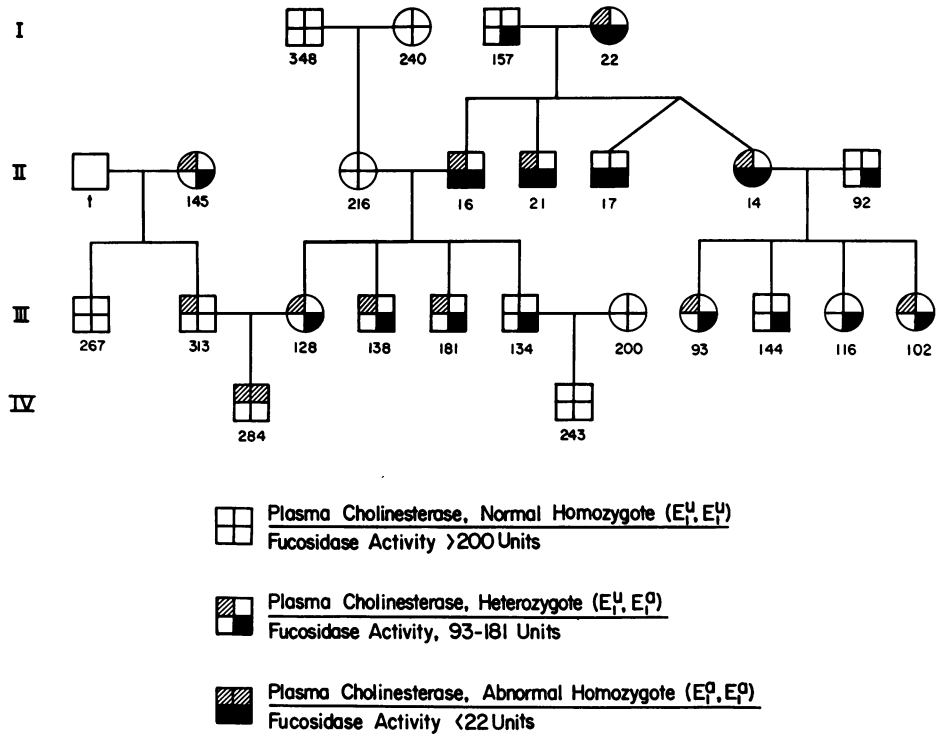 I
348 240 157 22
II
† 145 216 16 21 17 14 92
III
267 313 128 138 181 134 200 93 144 116 102
IV
284 243
Plasma Cholinesterase, Normal Homozygote (E₁ᵘ, E₁ᵘ)
Fucosidase Activity >200 Units
Plasma Cholinesterase, Heterozygote (E₁ᵘ, E₁ᵃ)
Fucosidase Activity, 93-181 Units
Plasma Cholinesterase, Abnormal Homozygote (E₁ᵃ, E₁ᵃ)
Fucosidase Activity <22 Units